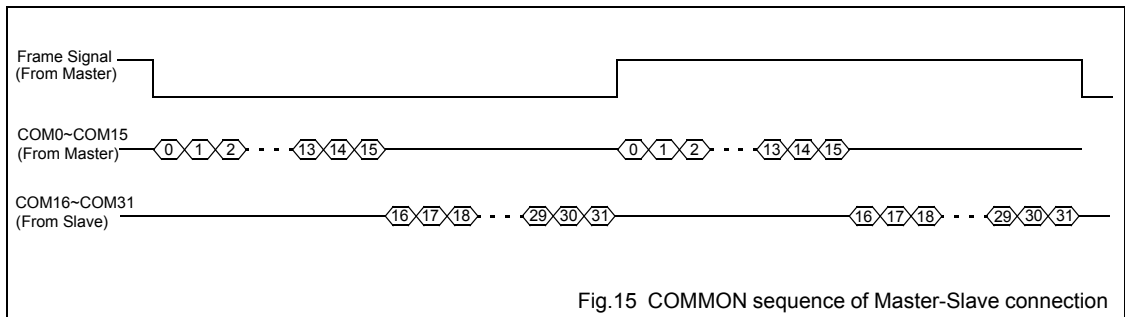 Frame Signal
(From Master)
COM0~COM15
(From Master)
0 1 2 13 14 15 0 1 2 13 14 15
COM16~COM31
(From Slave)
16 17 18 29 30 31 16 17 18 29 30 31
Fig.15 COMMON sequence of Master-Slave connection